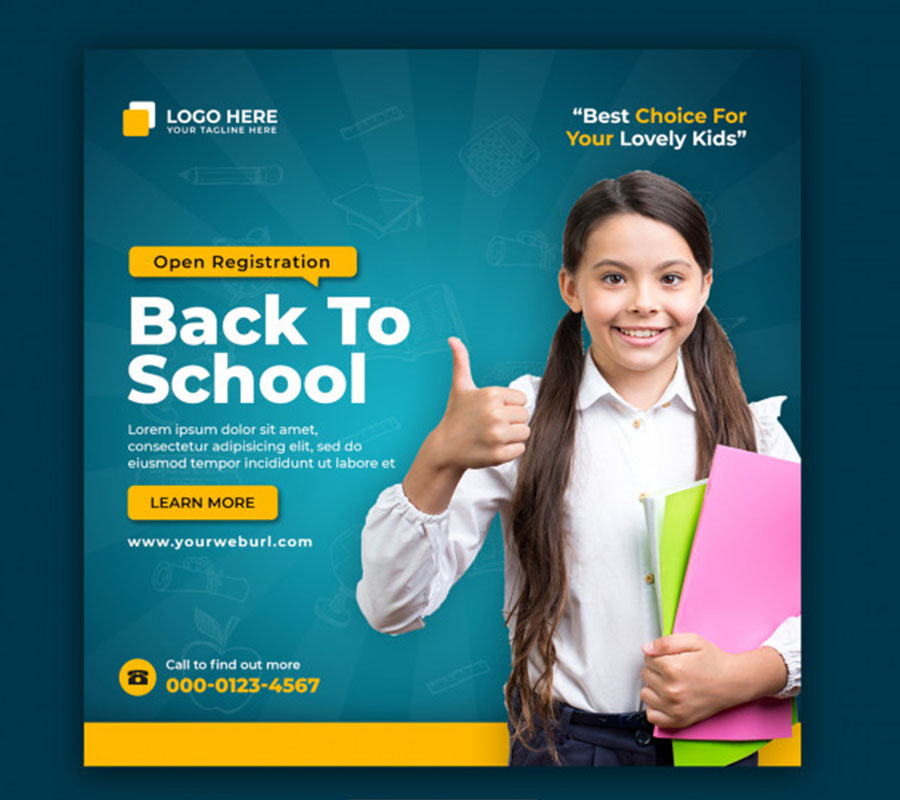 LOGO HERE
YOUR TAGLINE HERE
“Best Choice For
Your Lovely Kids”
Open Registration
Back To
School
Lorem ipsum dolor sit amet,
consectetur adipisicing elit, sed do
eiusmod tempor incididunt ut labore et
LEARN MORE
www.yourweburl.com
Call to find out more
000-0123-4567